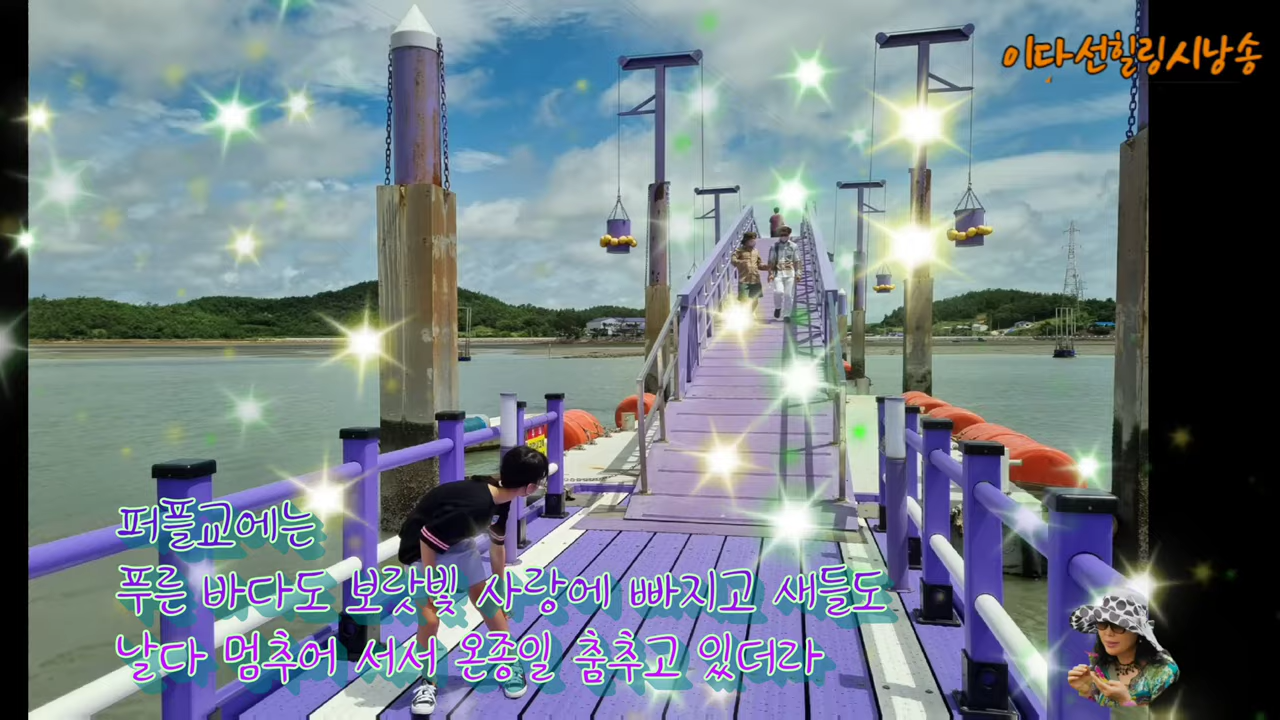 이다선힐링시낭송
퍼플교에는
푸른 바다도 보랏빛 사랑에 빠지고 새들도
날다 멈추어 서서 온종일 춤추고 있더라